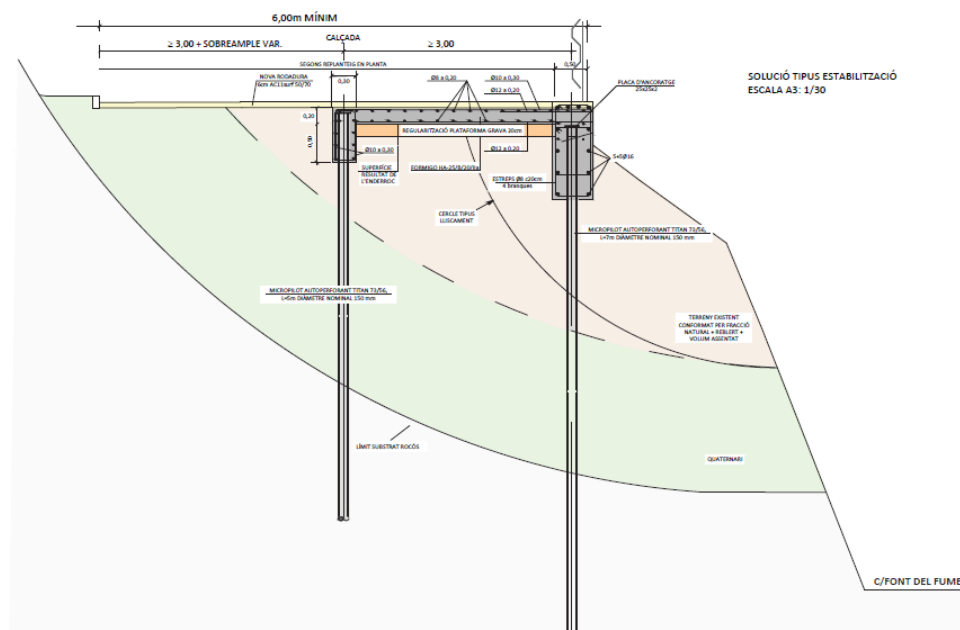 6,00m MÍNIM
CALÇADA
≥ 3,00 + SOBREAMPLE VAR.
≥ 3,00
SEGONS REPLANTEIG EN PLANTA
0,50
NOVA RODADURA
6cm AC11surf 50/70
0,30
Ø8 a 0,20
Ø10 a 0,30
Ø12 a 0,20
PLACA D'ANCORATGE
25x25x2
SOLUCIÓ TIPUS ESTABILITZACIÓ
ESCALA A3: 1/30
0,20
0,50
REGULARITZACIÓ PLATAFORMA GRAVA 20cm
Ø10 a 0,30
Ø12 a 0,20
5+5Ø16
SUPERFÍCIE
RESULTAT DE
L'ENDERROC
FORMIGO HA-25/B/20/IIa
ESTREPS Ø8 c20cm
4 branques
CERCLE TIPUS
LLISCAMENT
MICROPILOT AUTOPERFORANT TITAN 73/56,
L=7m DIÀMETRE NOMINAL 150 mm
MICROPILOT AUTOPERFORANT TITAN 73/56,
L=5m DIÀMETRE NOMINAL 150 mm
TERRENY EXISTENT
CONFORMAT PER FRACCIÓ
NATURAL + REBLERT +
VOLUM ASSENTAT
LÍMIT SUBSTRAT ROCÓS
QUATERNARI
C/FONT DEL FUME